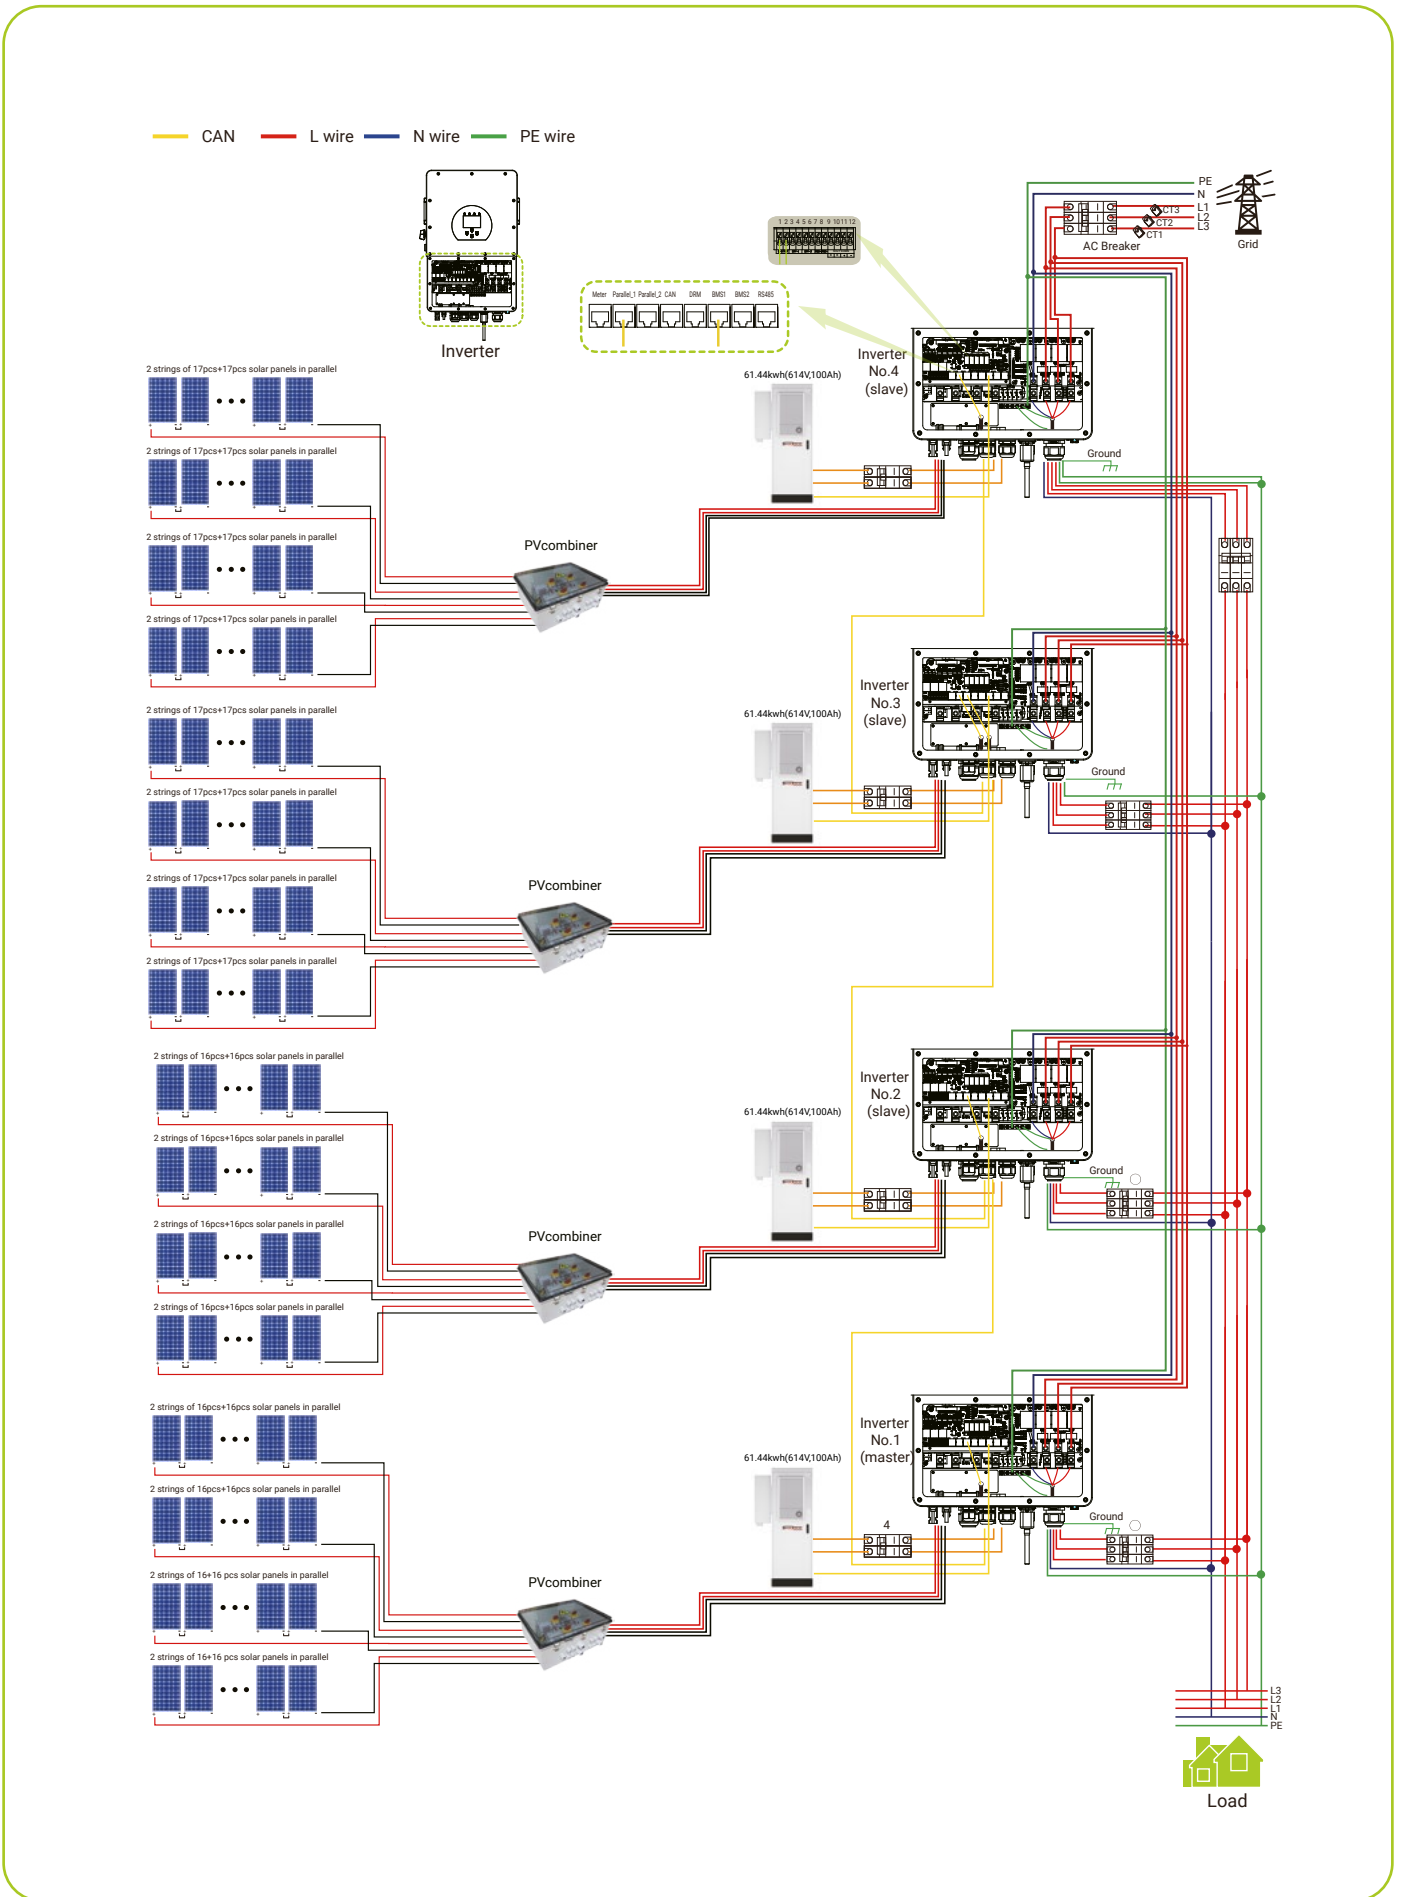 CAN L wire N wire PE wire
PE
N
L1
L2
L3
CT3
CT2
CT1
AC Breaker
Grid
1 2 3 4 5 6 7 8 9 10 11 12
Meter Parallel_1 Parallel_2 CAN DRM BMS1 BMS2 RS485
Inverter
Inverter
No.4
(slave)
2 strings of 17pcs+17pcs solar panels in parallel
61.44kwh(614V,100Ah)
2 strings of 17pcs+17pcs solar panels in parallel
Ground
2 strings of 17pcs+17pcs solar panels in parallel
PVcombiner
2 strings of 17pcs+17pcs solar panels in parallel
Inverter
No.3
(slave)
2 strings of 17pcs+17pcs solar panels in parallel
61.44kwh(614V,100Ah)
Ground
2 strings of 17pcs+17pcs solar panels in parallel
2 strings of 17pcs+17pcs solar panels in parallel
PVcombiner
2 strings of 17pcs+17pcs solar panels in parallel
2 strings of 16pcs+16pcs solar panels in parallel
Inverter
No.2
(slave)
61.44kwh(614V,100Ah)
2 strings of 16pcs+16pcs solar panels in parallel
Ground
2 strings of 16pcs+16pcs solar panels in parallel
PVcombiner
2 strings of 16pcs+16pcs solar panels in parallel
2 strings of 16pcs+16pcs solar panels in parallel
Inverter
No.1
(master)
61.44kwh(614V,100Ah)
2 strings of 16pcs+16pcs solar panels in parallel
4
Ground
2 strings of 16+16 pcs solar panels in parallel
PVcombiner
2 strings of 16+16 pcs solar panels in parallel
L3
L2
L1
N
PE
Load